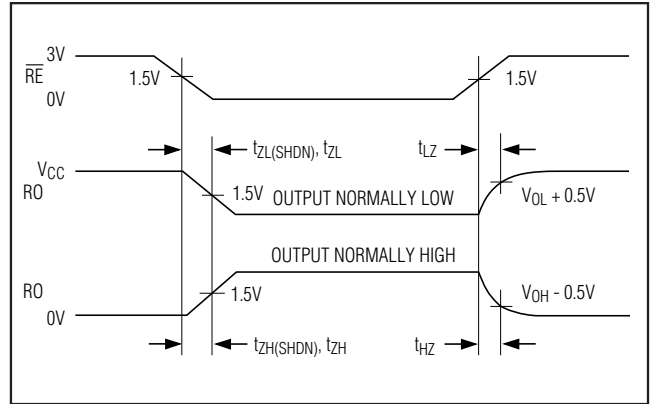 3V
RE
1.5V
1.5V
0V
tZL(SHDN), tZL
tLZ
VCC
RO
1.5V
OUTPUT NORMALLY LOW
VOL + 0.5V
OUTPUT NORMALLY HIGH
RO
1.5V
VOH - 0.5V
0V
tZH(SHDN), tZH
tHZ